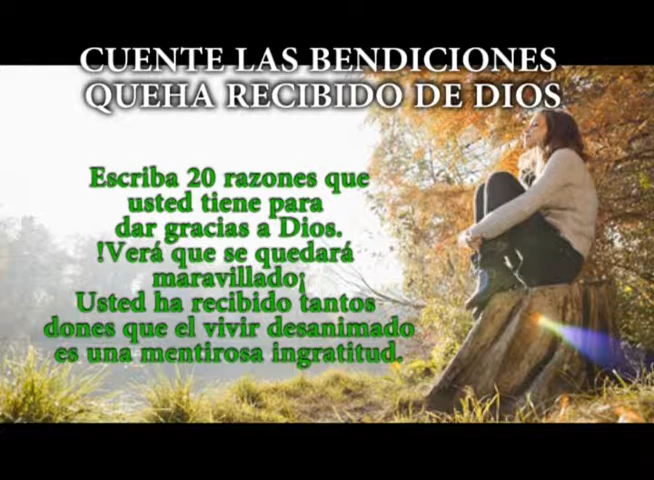 CUENTE LAS BENDICIONES
QUEHA RECIBIDO DE DIOS
Escriba 20 razones que
usted tiene para
dar gracias a Dios.
!Verá que se quedará
maravillado¡
Usted ha recibido tantos
dones que el vivir desanimado
es una mentirosa ingratitud.